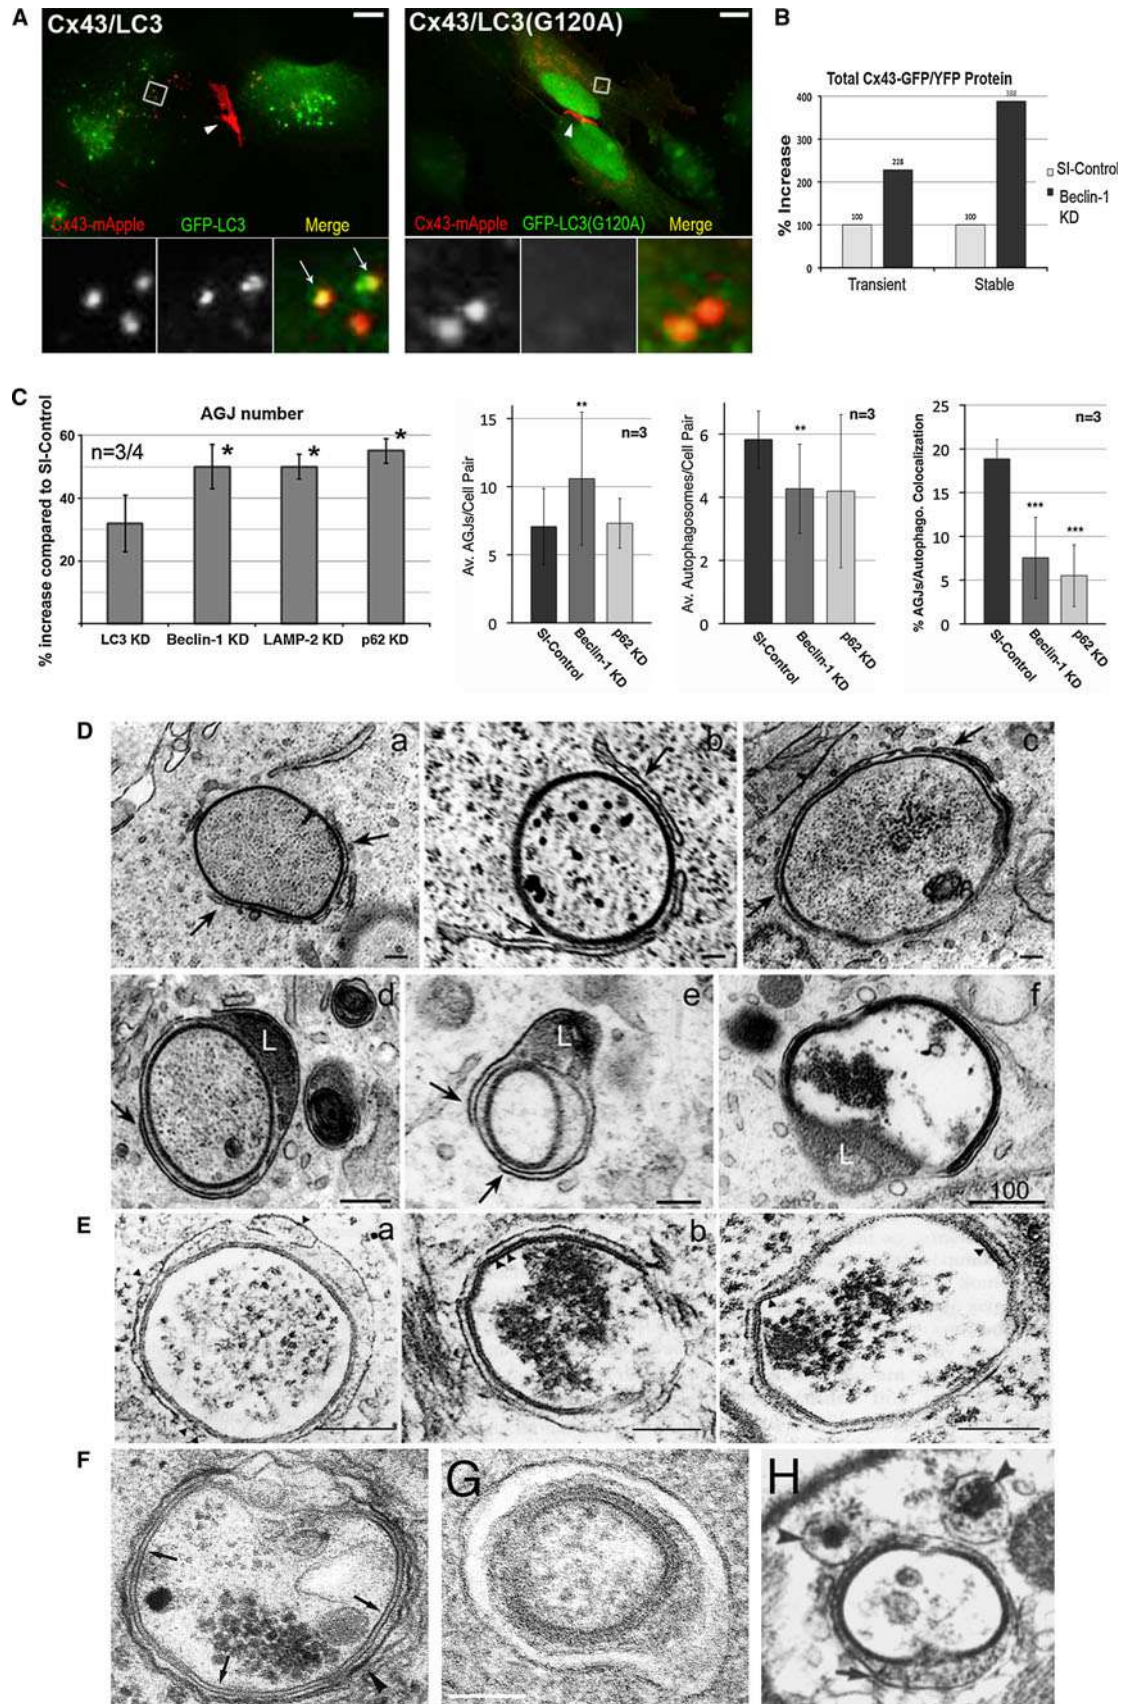 A
Cx43/LC3
Cx43/LC3(G120A)
Cx43-mApple GFP-LC3 Merge
Cx43-mApple GFP-LC3(G120A) Merge
B
Total Cx43-GFP/YFP Protein
% Increase
400
300
200
100
0
100
228
100
388
Transient
Stable
SI-Control
Beclin-1
KD
C
AGJ number
% increase compared to SI-Control
60
40
20
n=3/4
*
*
*
LC3 KD Beclin-1 KD LAMP-2 KD p62 KD
Av. AGJs/Cell Pair
15
10
5
0
**
n=3
SI-Control
Beclin-1 KD
p62 KD
Av. Autophagosomes/Cell Pair
6
4
2
0
**
n=3
SI-Control
Beclin-1 KD
p62 KD
% AGJs/Autophago. Colocalization
25
20
15
10
5
0
n=3
***
***
SI-Control
Beclin-1 KD
p62 KD
D
a
b
c
d
L
e
L
f
L
100
E
a
b
c
F
G
H